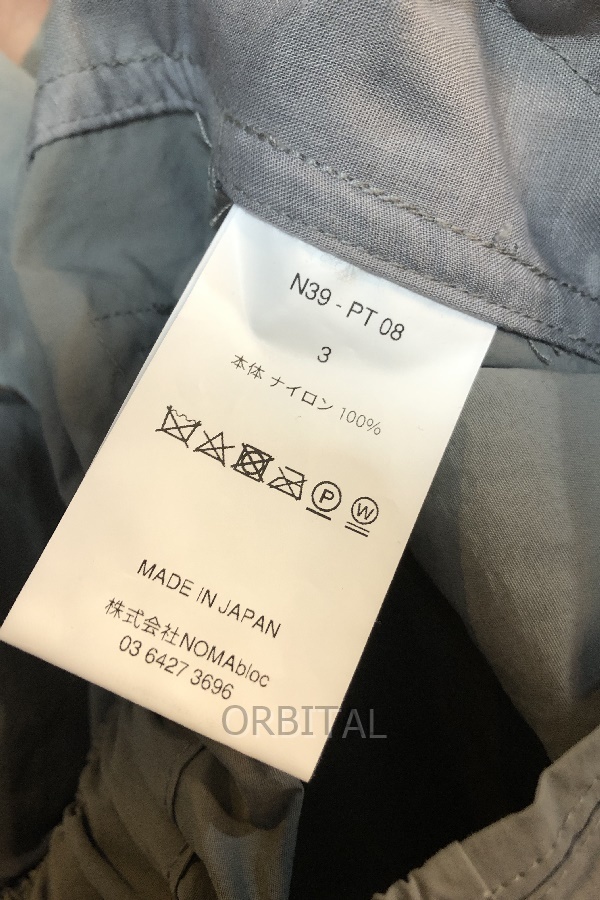 N39 - PT 08
3
本体 ナイロン 100%
P W
MADE IN JAPAN
株式会社NOMAbloc
03 6427 3696
ORBITAL